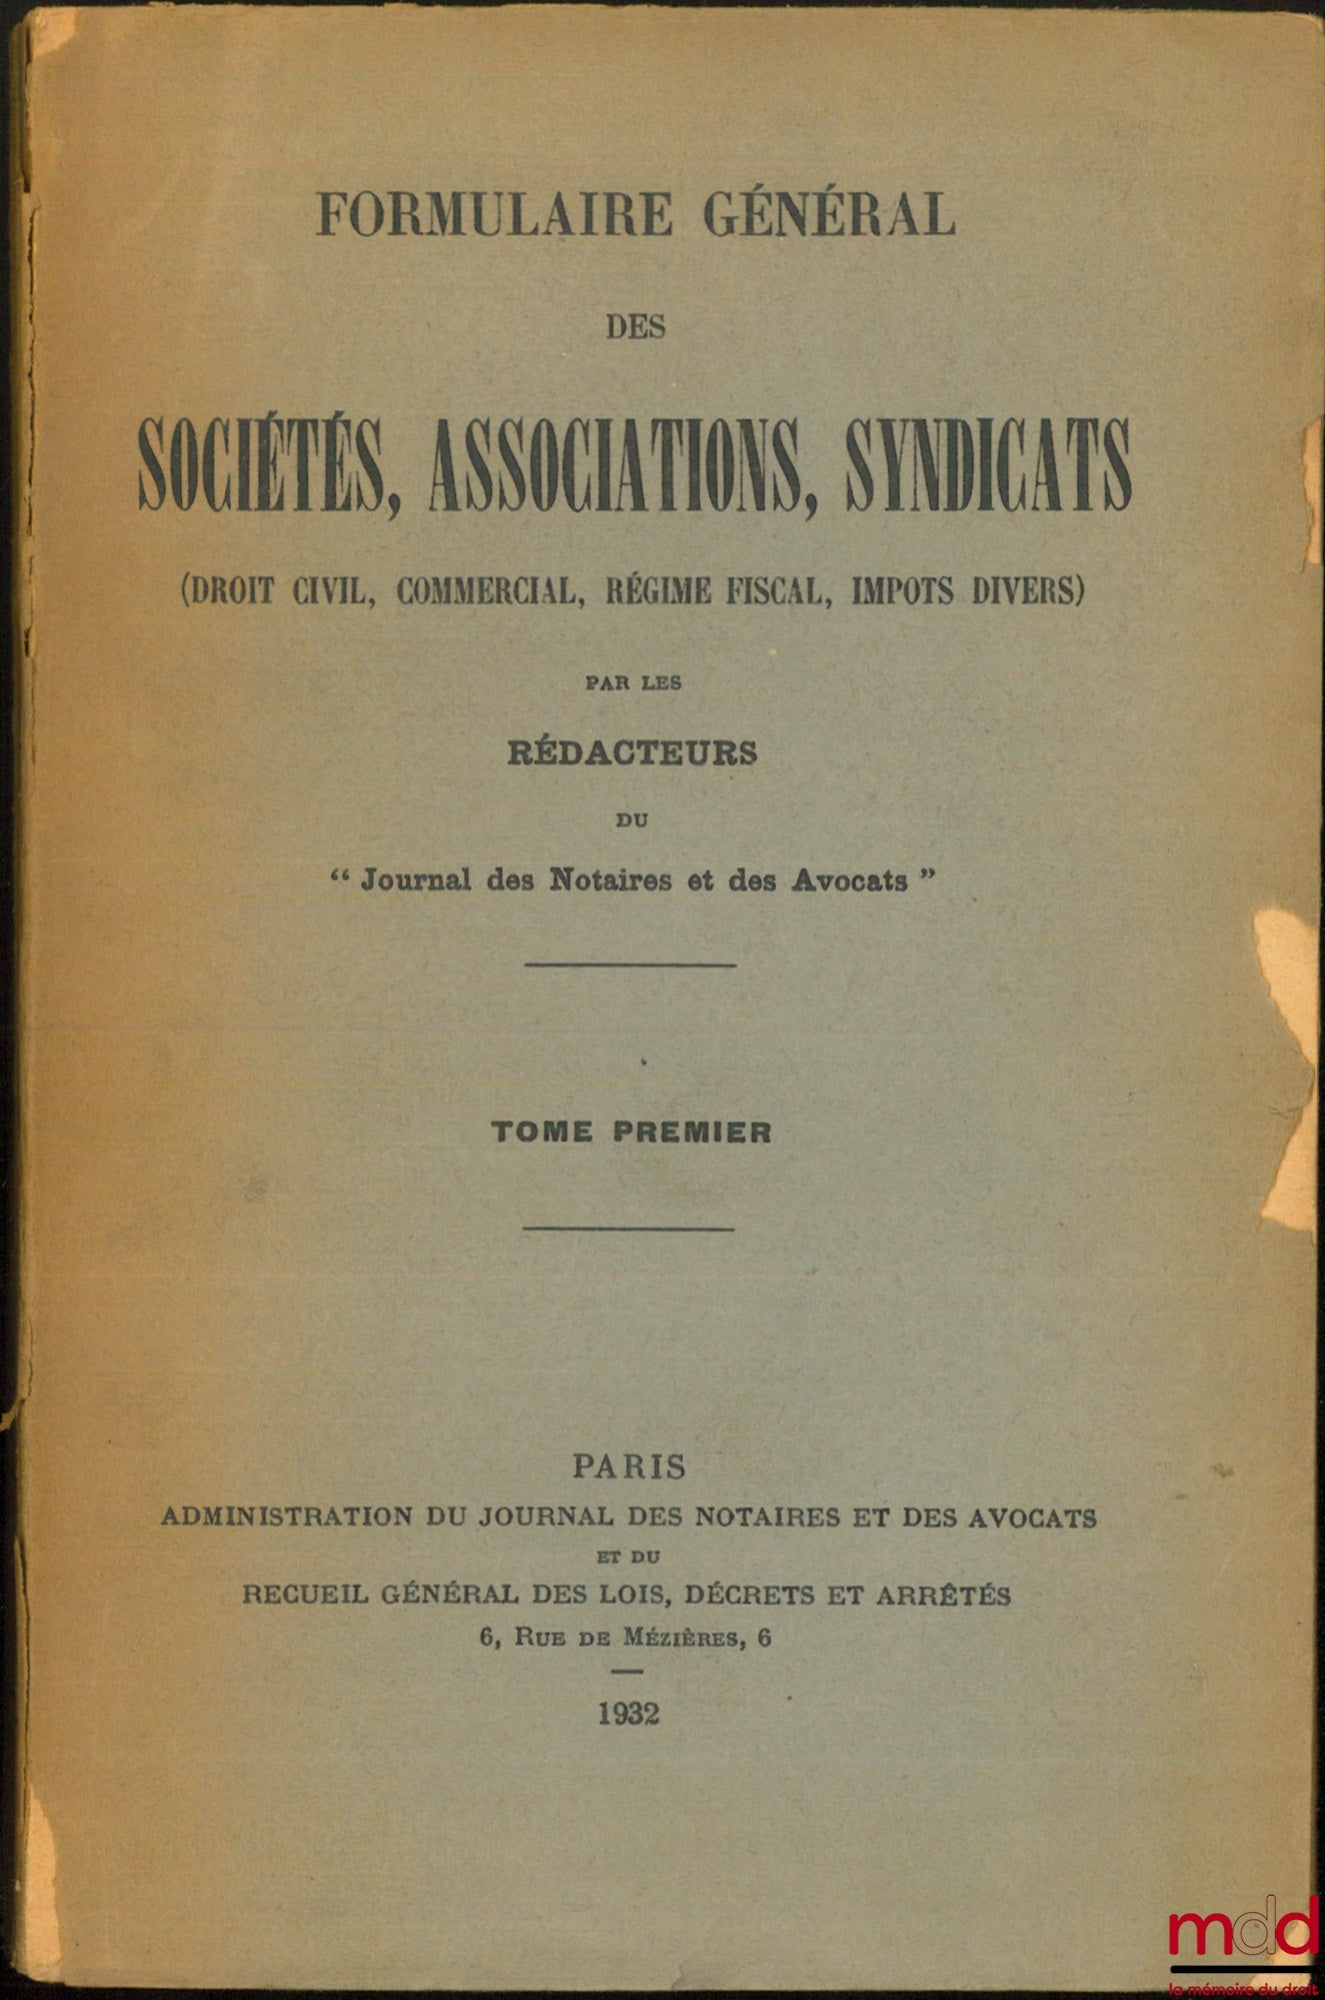 FORMULAIRE GÉNÉRAL
DES
SOCIÉTÉS, ASSOCIATIONS, SYNDICATS
(DROIT CIVIL, COMMERCIAL, RÉGIME FISCAL, IMPOTS DIVERS)
PAR LES
RÉDACTEURS
DU
“ Journal des Notaires et des Avocats ”
TOME PREMIER
PARIS
ADMINISTRATION DU JOURNAL DES NOTAIRES ET DES AVOCATS
ET DU
RECUEIL GÉNÉRAL DES LOIS, DÉCRETS ET ARRÊTÉS
6, RUE DE MÉZIÈRES, 6
1932
mdd
la mémoire du droit